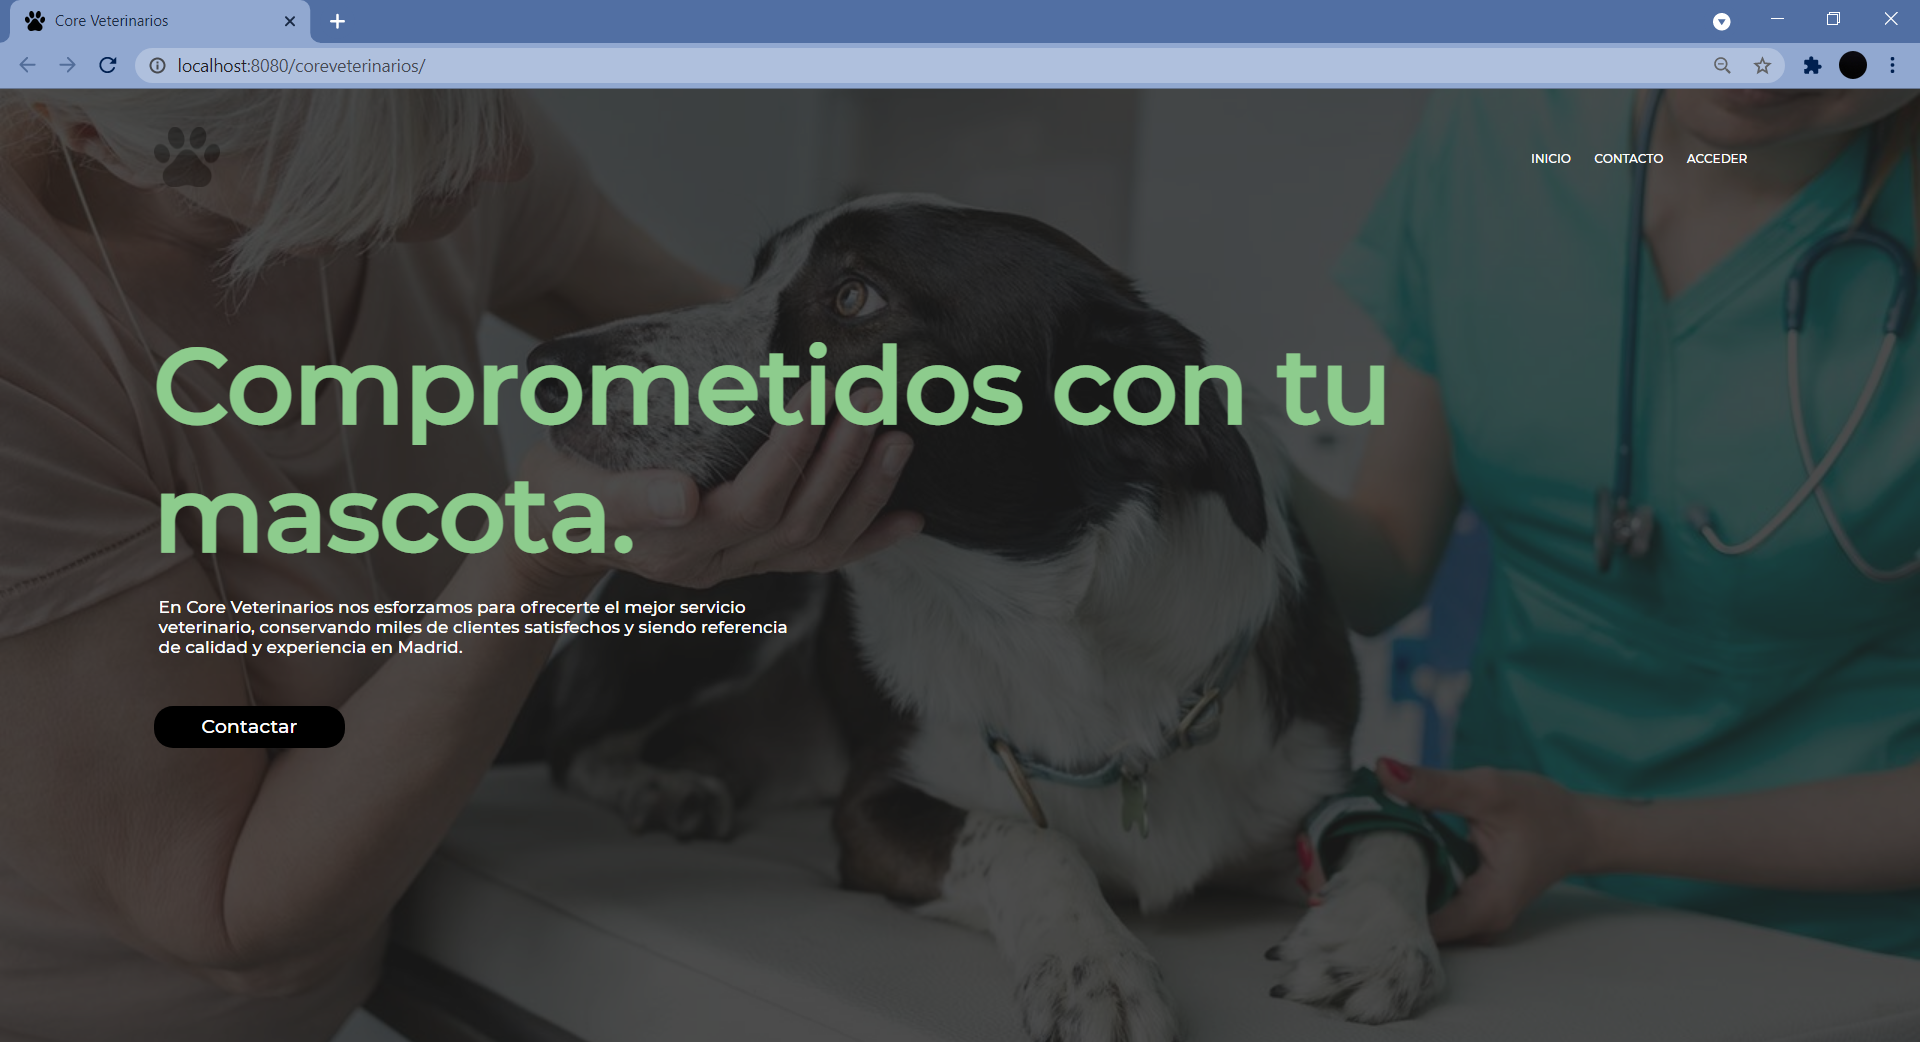 Core Veterinarios
localhost:8080/coreveterinarios/
INICIO CONTACTO ACCEDER
Comprometidos con tu
mascota.
En Core Veterinarios nos esforzamos para ofrecerte el mejor servicio
veterinario, conservando miles de clientes satisfechos y siendo referencia
de calidad y experiencia en Madrid.
Contactar